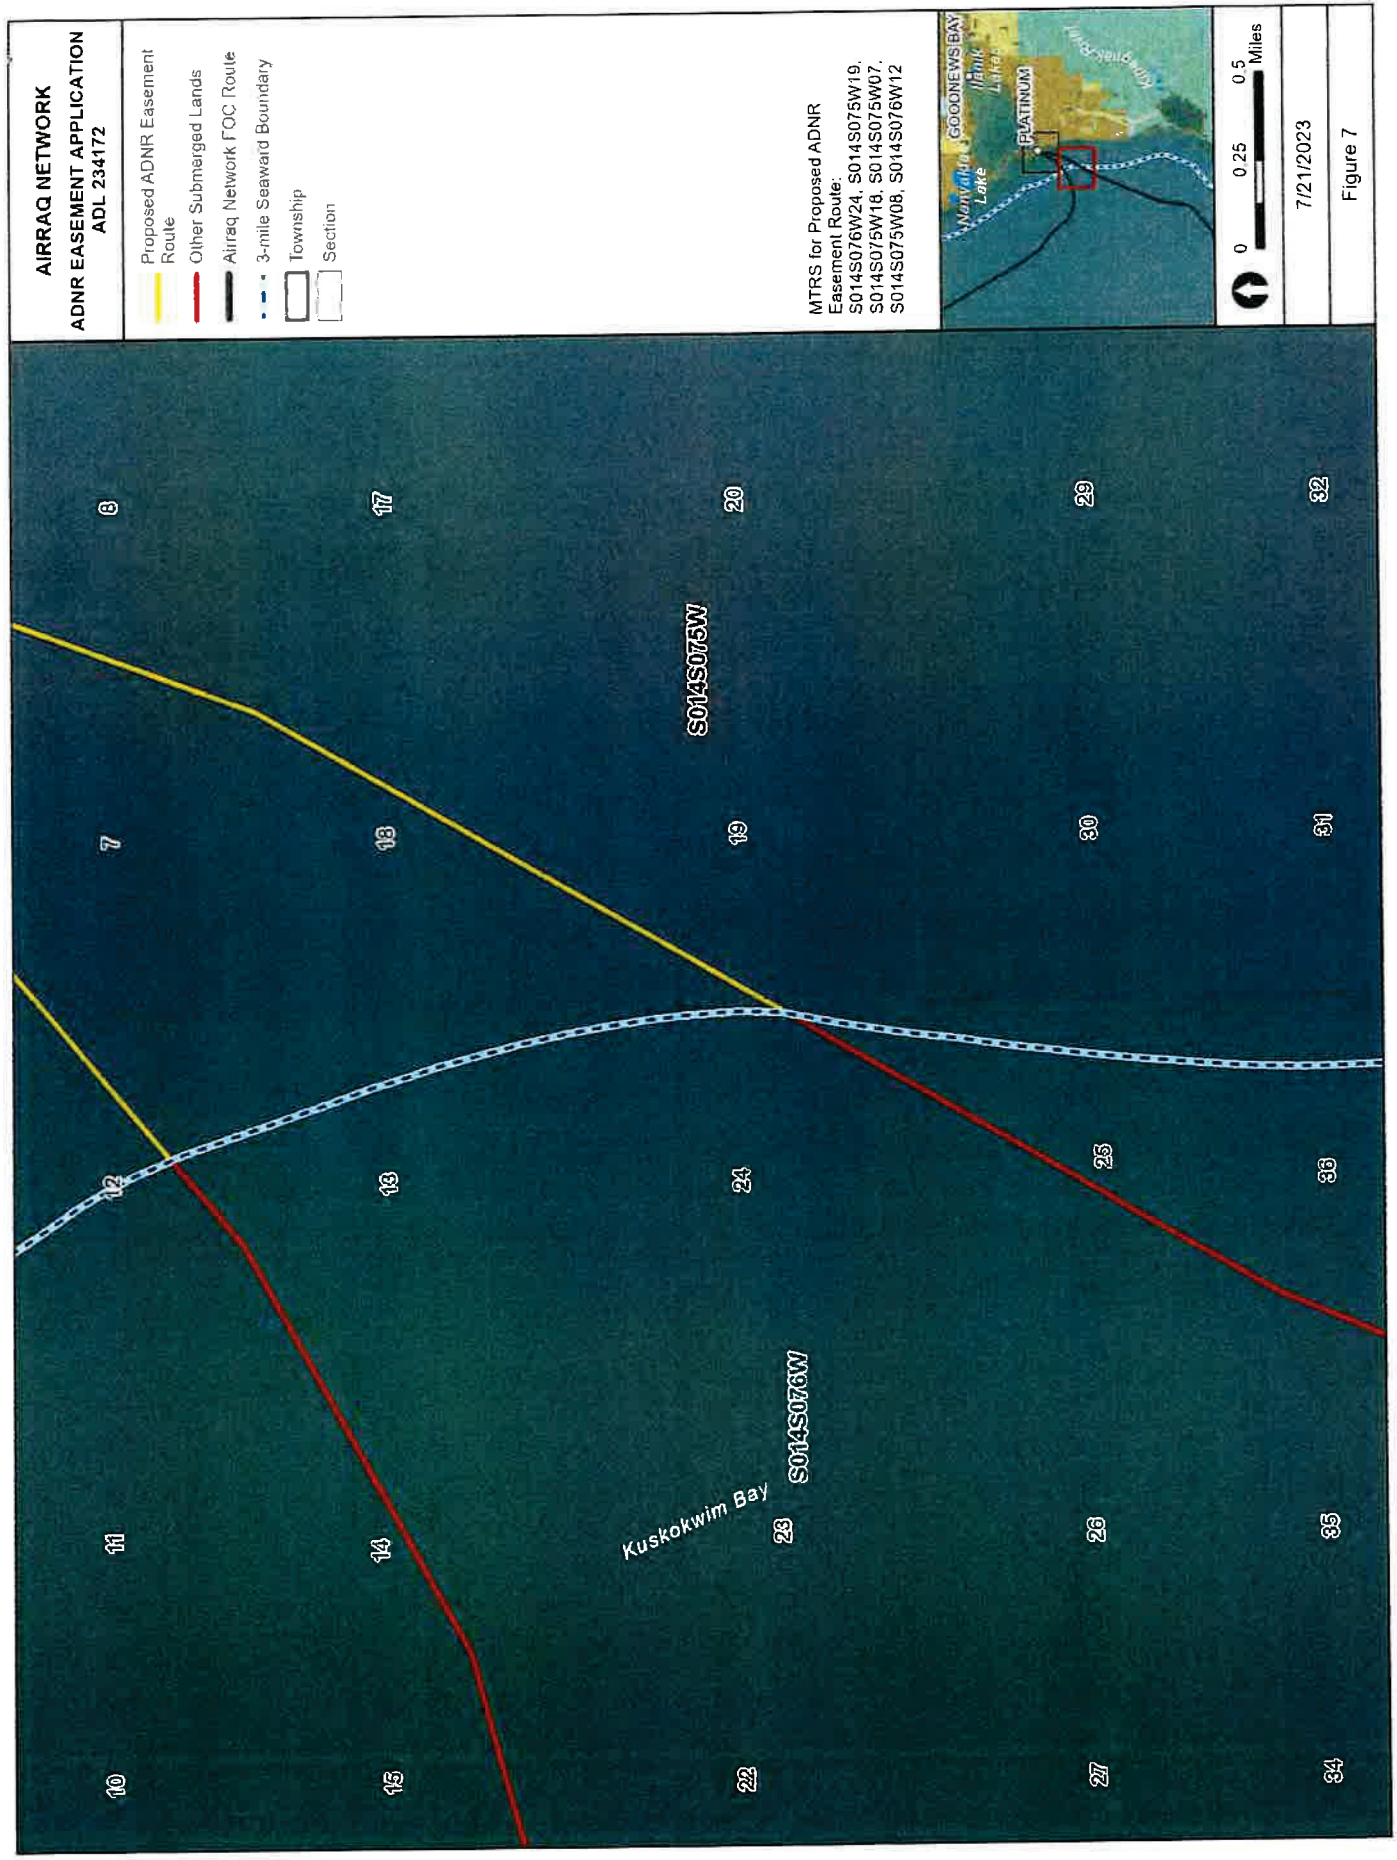 AIRRAQ NETWORK
ADNR EASEMENT APPLICATION
ADL 234172
Proposed ADNR Easement
Route
Other Submerged Lands
Airraq Network FOC Route
3-mile Seaward Boundary
Township
Section
MTRS for Proposed ADNR
Easement Route:
S014S076W24, S014S075W19,
S014S075W18, S014S075W07,
S014S075W08, S014S076W12
GOODNEWS BAY
Lake
Lakes
PLATINUM
0 0.25 0.5
Miles
7/21/2023
Figure 7
10 11 12 7 8
15 14 13 18 17
22 23 24 19 20
27 26 25 30 29
34 35 36 31 32
Kuskokwim Bay
S014S076W
S014S075W